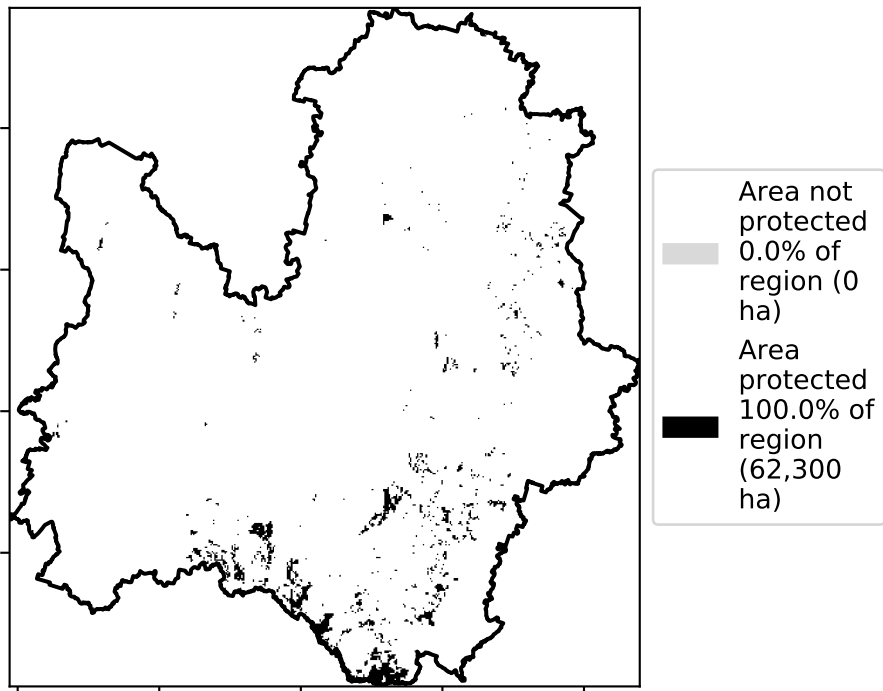 Area not
protected
0.0% of
region (0
ha)
Area
protected
100.0% of
region
(62,300
ha)